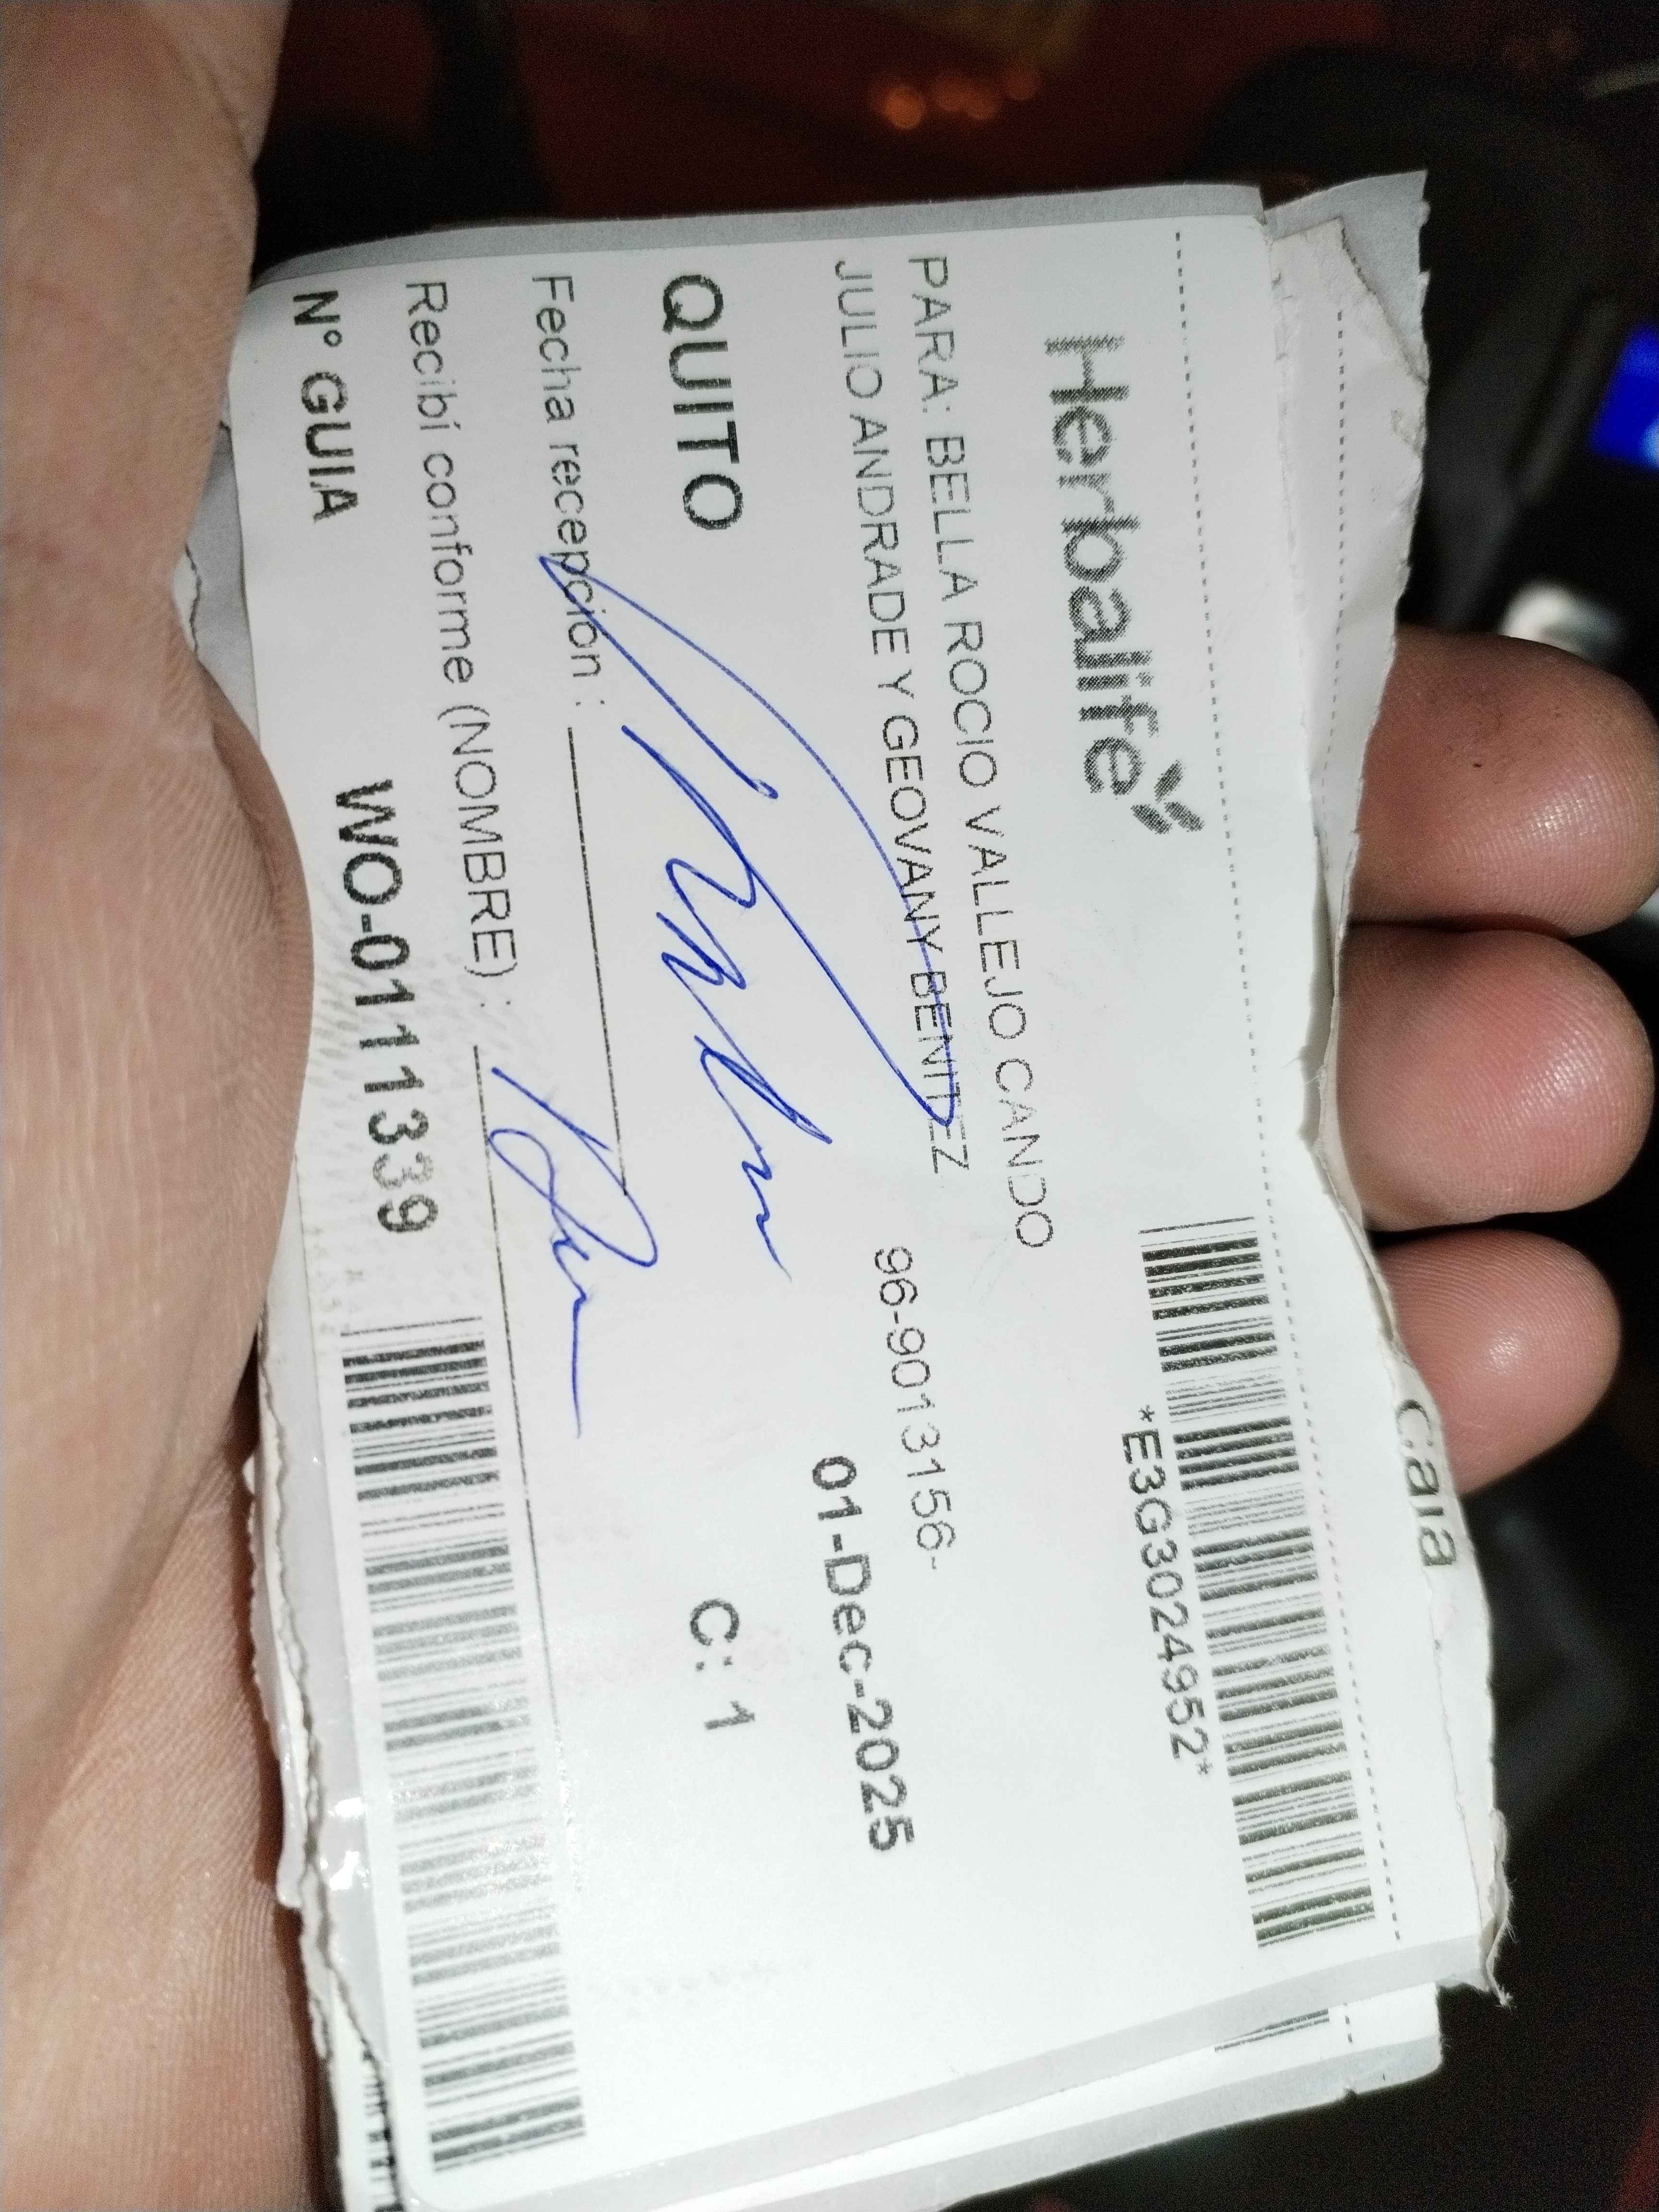 Caja
Herbalife
*E3G3024952*
PARA: BELLA ROCIO VALLEJO CANDO
JULIO ANDRADE Y GEOVANY BENITEZ
96-9013156-
01-Dec-2025
QUITO
C: 1
Fecha recepción :
Recibí conforme (NOMBRE) :
N° GUIA
WO-0111339